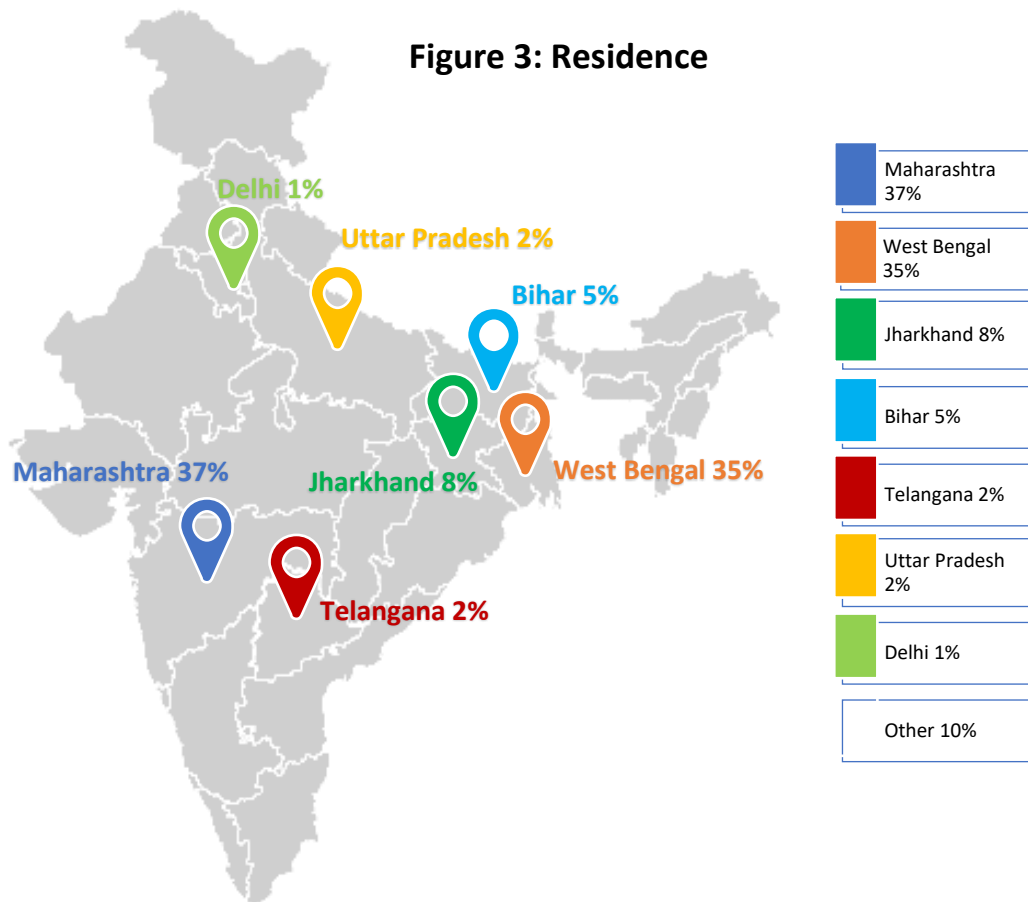 Figure 3: Residence
Delhi 1%
Uttar Pradesh 2%
Bihar 5%
Maharashtra 37%
Jharkhand 8%
West Bengal 35%
Telangana 2%
Maharashtra
37%
West Bengal
35%
Jharkhand 8%
Bihar 5%
Telangana 2%
Uttar Pradesh
2%
Delhi 1%
Other 10%